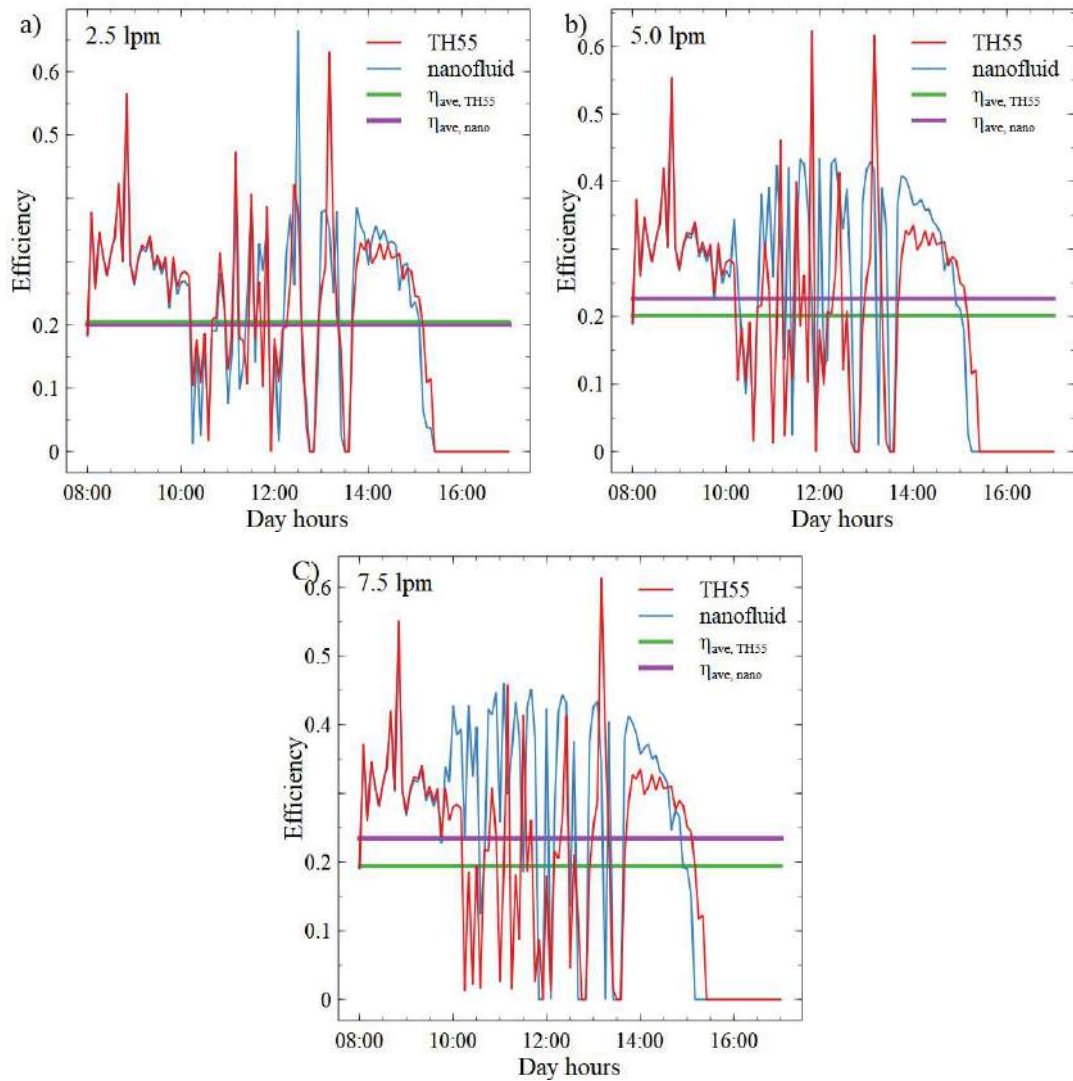 a)
2.5 lpm
TH55
nanofluid
ηave, TH55
ηave, nano
0.6
0.5
0.2
0.1
0
Efficiency
08:00 10:00 12:00 14:00 16:00
Day hours
b)
5.0 lpm
TH55
nanofluid
ηave, TH55
ηave, nano
0.6
0.4
0.2
0.1
0
Efficiency
08:00 10:00 12:00 14:00 16:00
Day hours
C)
7.5 lpm
TH55
nanofluid
ηave, TH55
ηave, nano
0.6
0.5
0.4
0.2
0.1
0
Efficiency
08:00 10:00 12:00 14:00 16:00
Day hours